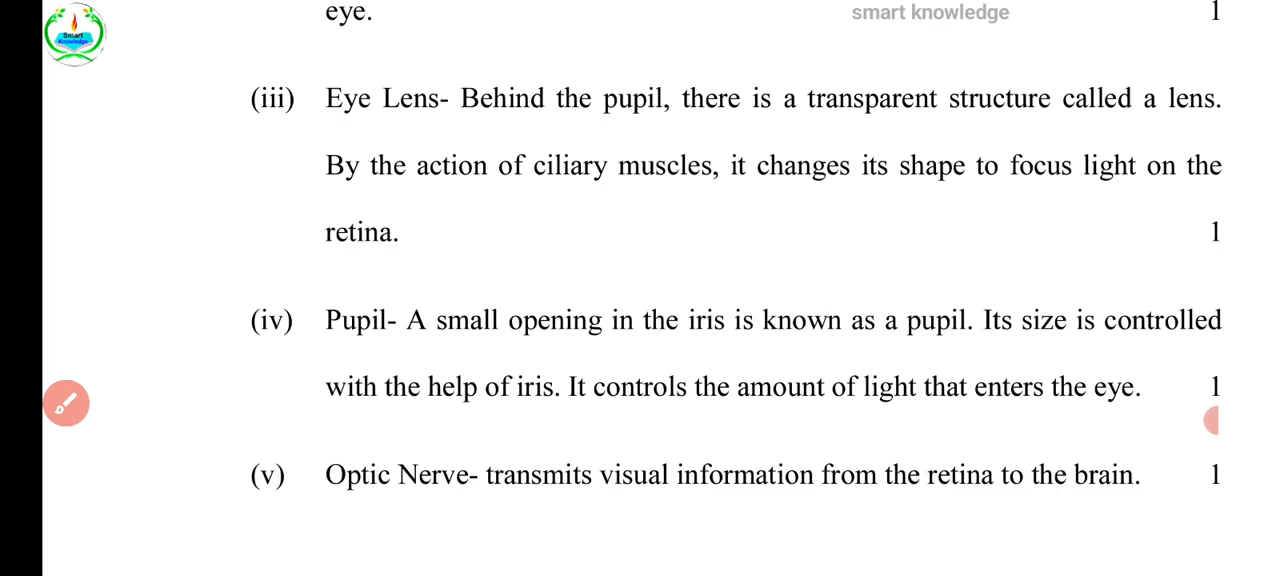 eye.
smart knowledge
1
Smart
Knowledge
(iii) Eye Lens- Behind the pupil, there is a transparent structure called a lens.
By the action of ciliary muscles, it changes its shape to focus light on the
retina. 1
(iv) Pupil- A small opening in the iris is known as a pupil. Its size is controlled
with the help of iris. It controls the amount of light that enters the eye. 1
(v) Optic Nerve- transmits visual information from the retina to the brain. 1